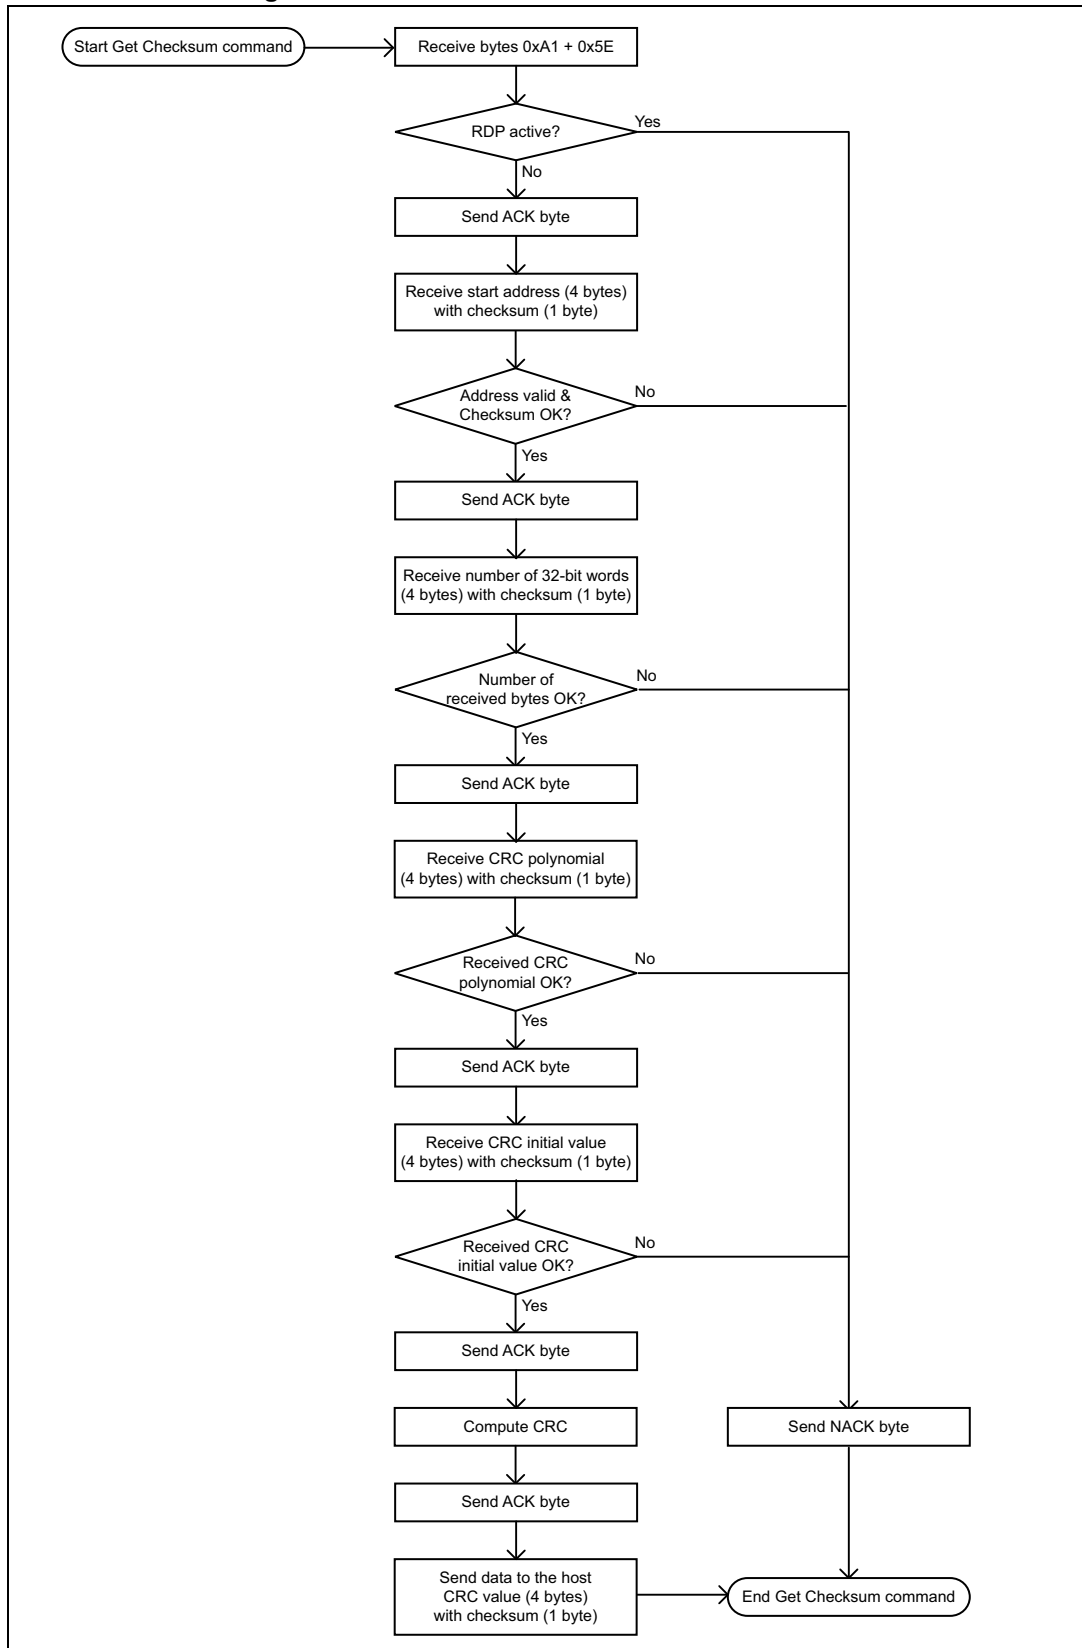 Start Get Checksum command
Receive bytes 0xA1 + 0x5E
RDP active?
Yes
No
Send ACK byte
Receive start address (4 bytes)
with checksum (1 byte)
Address valid &
Checksum OK?
No
Yes
Send ACK byte
Receive number of 32-bit words
(4 bytes) with checksum (1 byte)
Number of
received bytes OK?
No
Yes
Send ACK byte
Receive CRC polynomial
(4 bytes) with checksum (1 byte)
Received CRC
polynomial OK?
No
Yes
Send ACK byte
Receive CRC initial value
(4 bytes) with checksum (1 byte)
Received CRC
initial value OK?
No
Yes
Send ACK byte
Compute CRC
Send NACK byte
Send ACK byte
Send data to the host
CRC value (4 bytes)
with checksum (1 byte)
End Get Checksum command